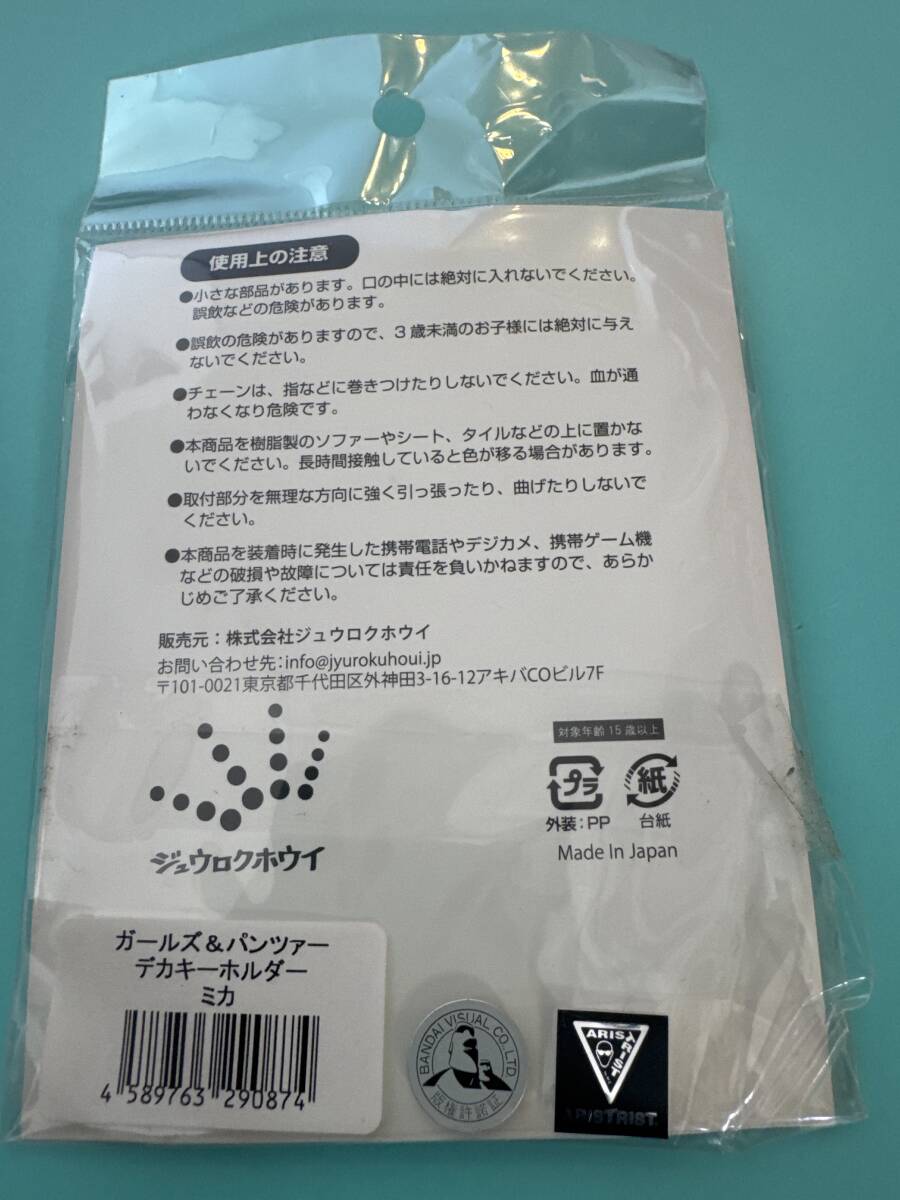 使用上の注意
●小さな部品があります。口の中には絶対に入れないでください。
誤飲などの危険があります。
●誤飲の危険がありますので、3歳未満のお子様には絶対に与え
ないでください。
●チェーンは、指などに巻きつけたりしないでください。血が通
わなくなり危険です。
●本商品を樹脂製のソファーやシート、タイルなどの上に置かな
いでください。長時間接触していると色が移る場合があります。
●取付部分を無理な方向に強く引っ張ったり、曲げたりしないで
ください。
●本商品を装着時に発生した携帯電話やデジカメ、携帯ゲーム機
などの破損や故障については責任を負いかねますので、あらか
じめご了承ください。
販売元：株式会社ジュウロクホウイ
お問い合わせ先：info@jyurokuhoui.jp
〒101-0021東京都千代田区外神田3-16-12アキバCOビル7F
対象年齢15歳以上
プラ
紙
外装：PP
台紙
Made In Japan
ジュウロクホウイ
ガールズ＆パンツァー
デカキーホルダー
ミカ
4 589763 290874
BANDAI VISUAL CO.,LTD
版権許諾証
ARIST
RIST
ARISTRIST